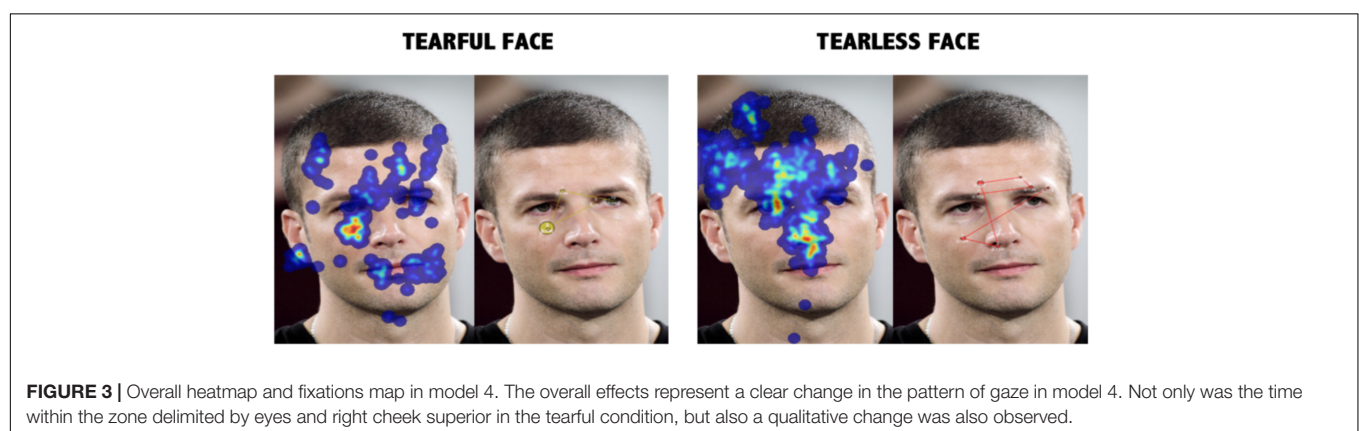 TEARFUL FACE
TEARLESS FACE
FIGURE 3 | Overall heatmap and fixations map in model 4. The overall effects represent a clear change in the pattern of gaze in model 4. Not only was the time
within the zone delimited by eyes and right cheek superior in the tearful condition, but also a qualitative change was also observed.